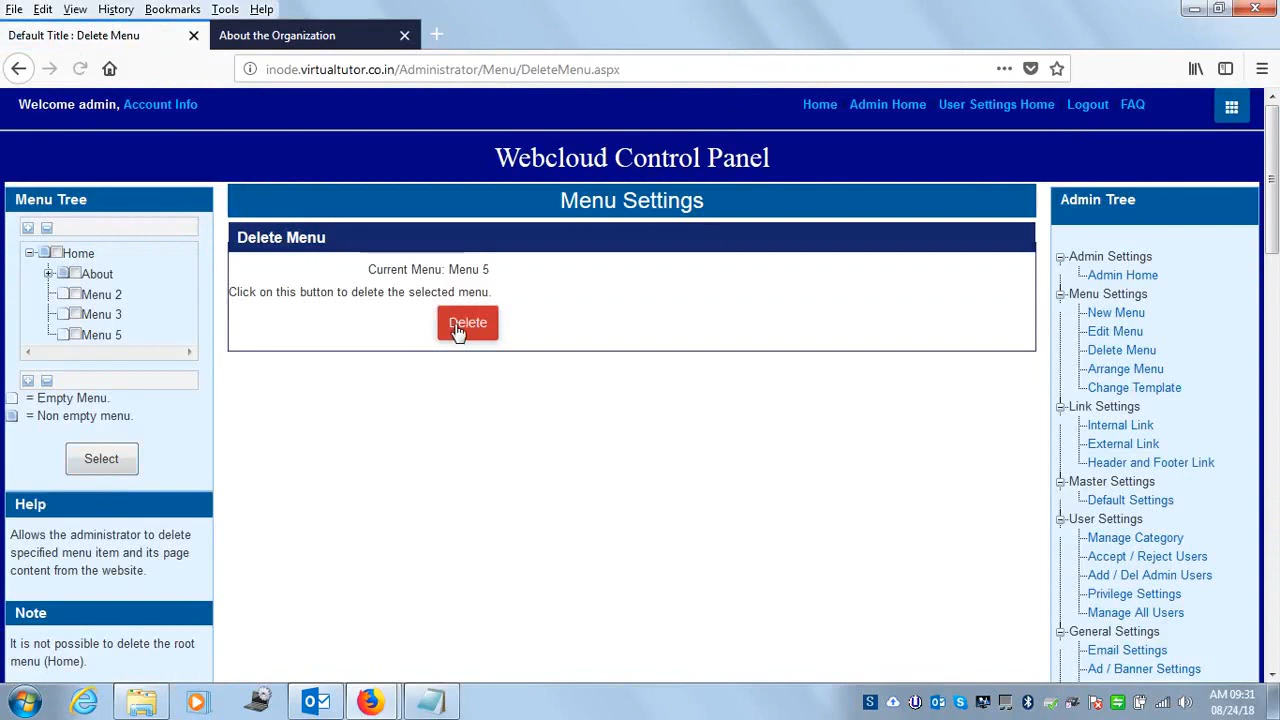 File Edit View History Bookmarks Tools Help
Default Title : Delete Menu
About the Organization
inode.virtualtutor.co.in/Administrator/Menu/DeleteMenu.aspx
Welcome admin, Account Info
Home Admin Home User Settings Home Logout FAQ
Webcloud Control Panel
Menu Tree
Home
About
Menu 2
Menu 3
Menu 5
= Empty Menu.
= Non empty menu.
Select
Help
Allows the administrator to delete
specified menu item and its page
content from the website.
Note
It is not possible to delete the root
menu (Home).
Menu Settings
Delete Menu
Current Menu: Menu 5
Click on this button to delete the selected menu.
Delete
Admin Tree
Admin Settings
Admin Home
Menu Settings
New Menu
Edit Menu
Delete Menu
Arrange Menu
Change Template
Link Settings
Internal Link
External Link
Header and Footer Link
Master Settings
Default Settings
User Settings
Manage Category
Accept / Reject Users
Add / Del Admin Users
Privilege Settings
Manage All Users
General Settings
Email Settings
Ad / Banner Settings
AM 09:31
08/24/18